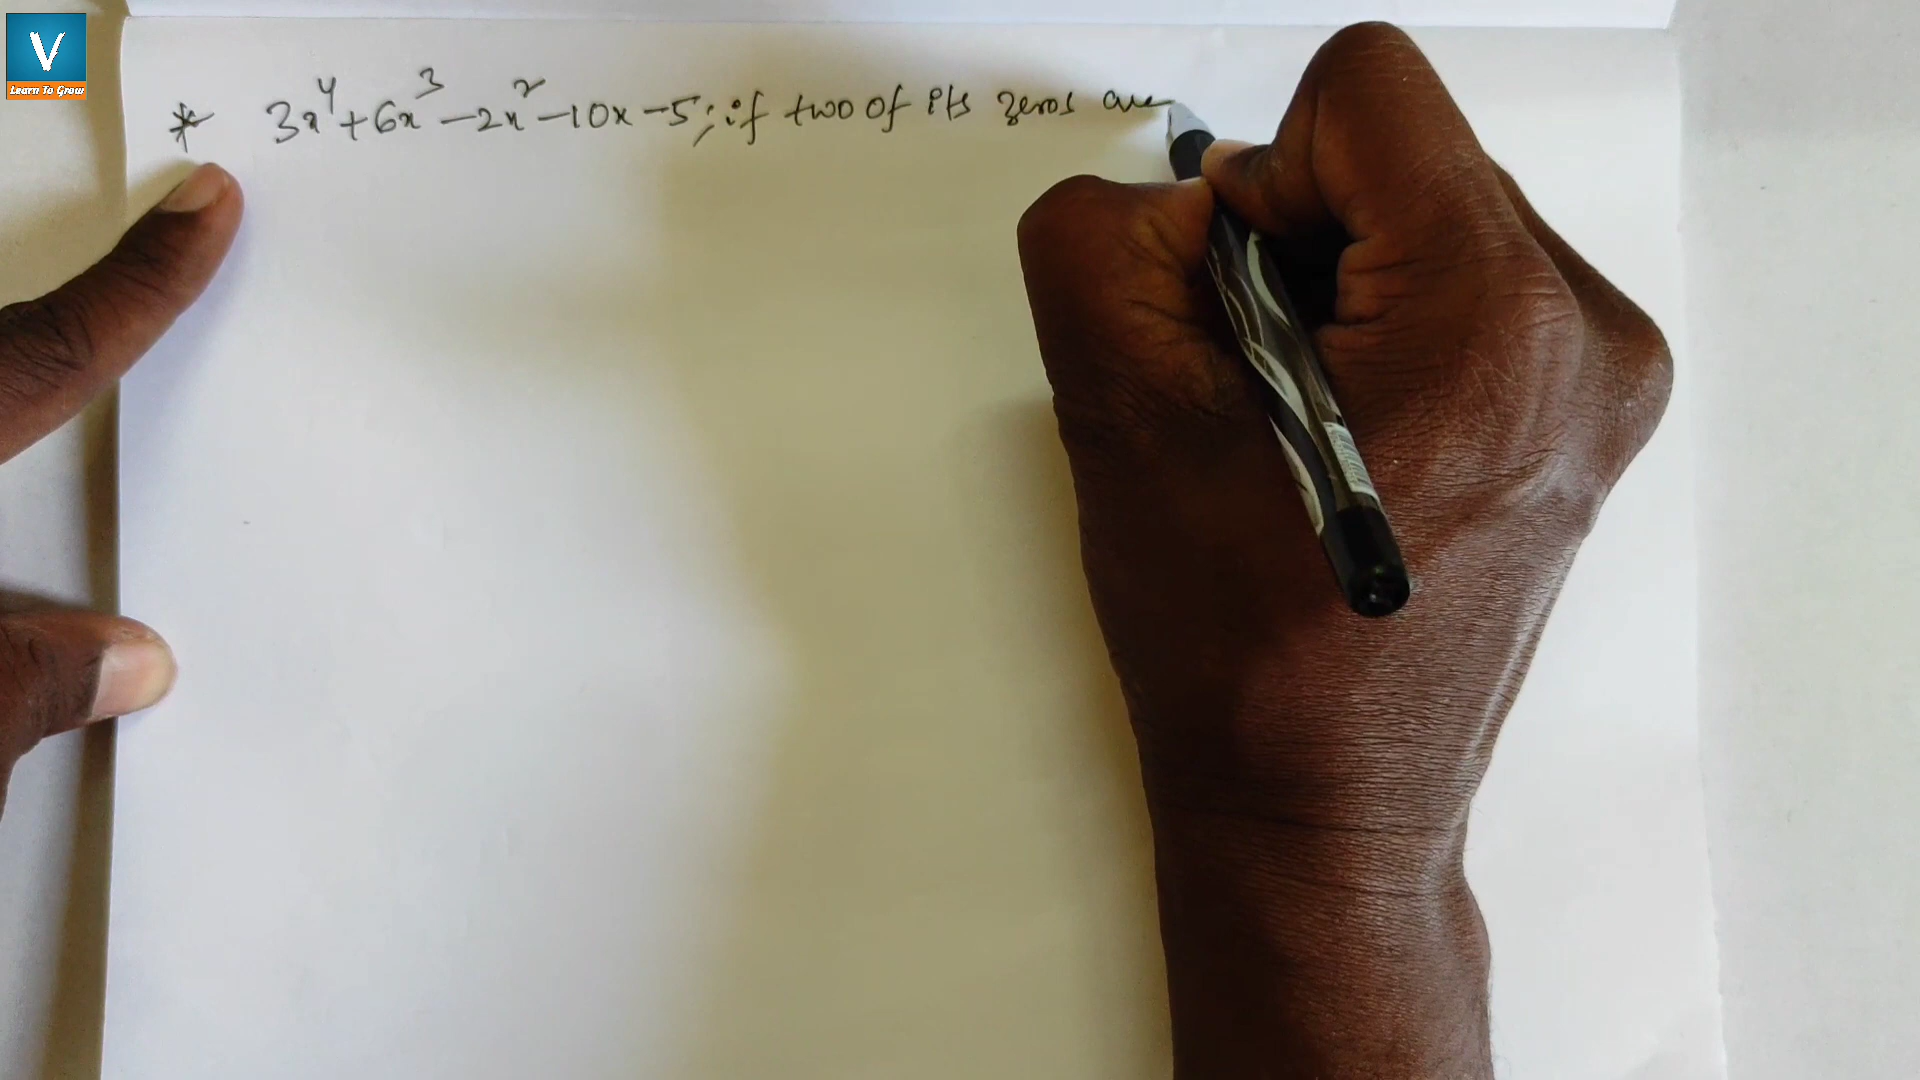 V
Learn To Grow
* 3x⁴+6x³-2x²-10x-5; if two of its zeros are